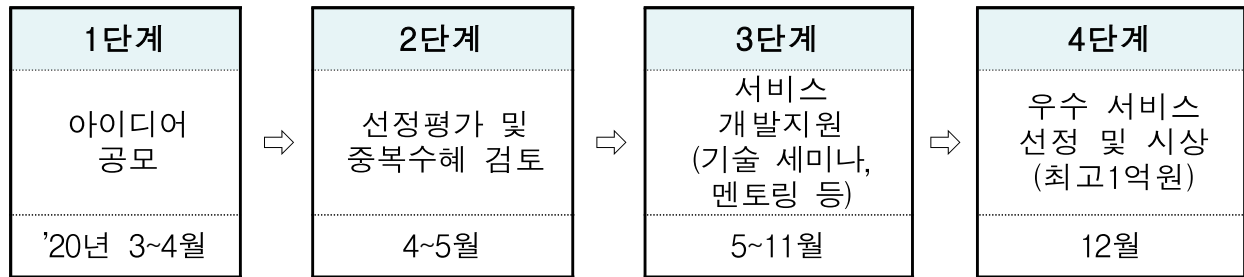 1단계
아이디어
공모
'20년 3~4월
⇨
2단계
선정평가 및
중복수혜 검토
4~5월
⇨
3단계
서비스
개발지원
(기술 세미나,
멘토링 등)
5~11월
⇨
4단계
우수 서비스
선정 및 시상
(최고1억원)
12월